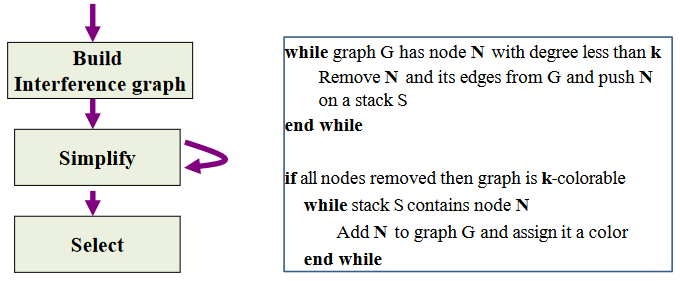 Build
Interference graph
Simplify
Select
while graph G has node N with degree less than k
Remove N and its edges from G and push N
on a stack S
end while
if all nodes removed then graph is k-colorable
while stack S contains node N
Add N to graph G and assign it a color
end while